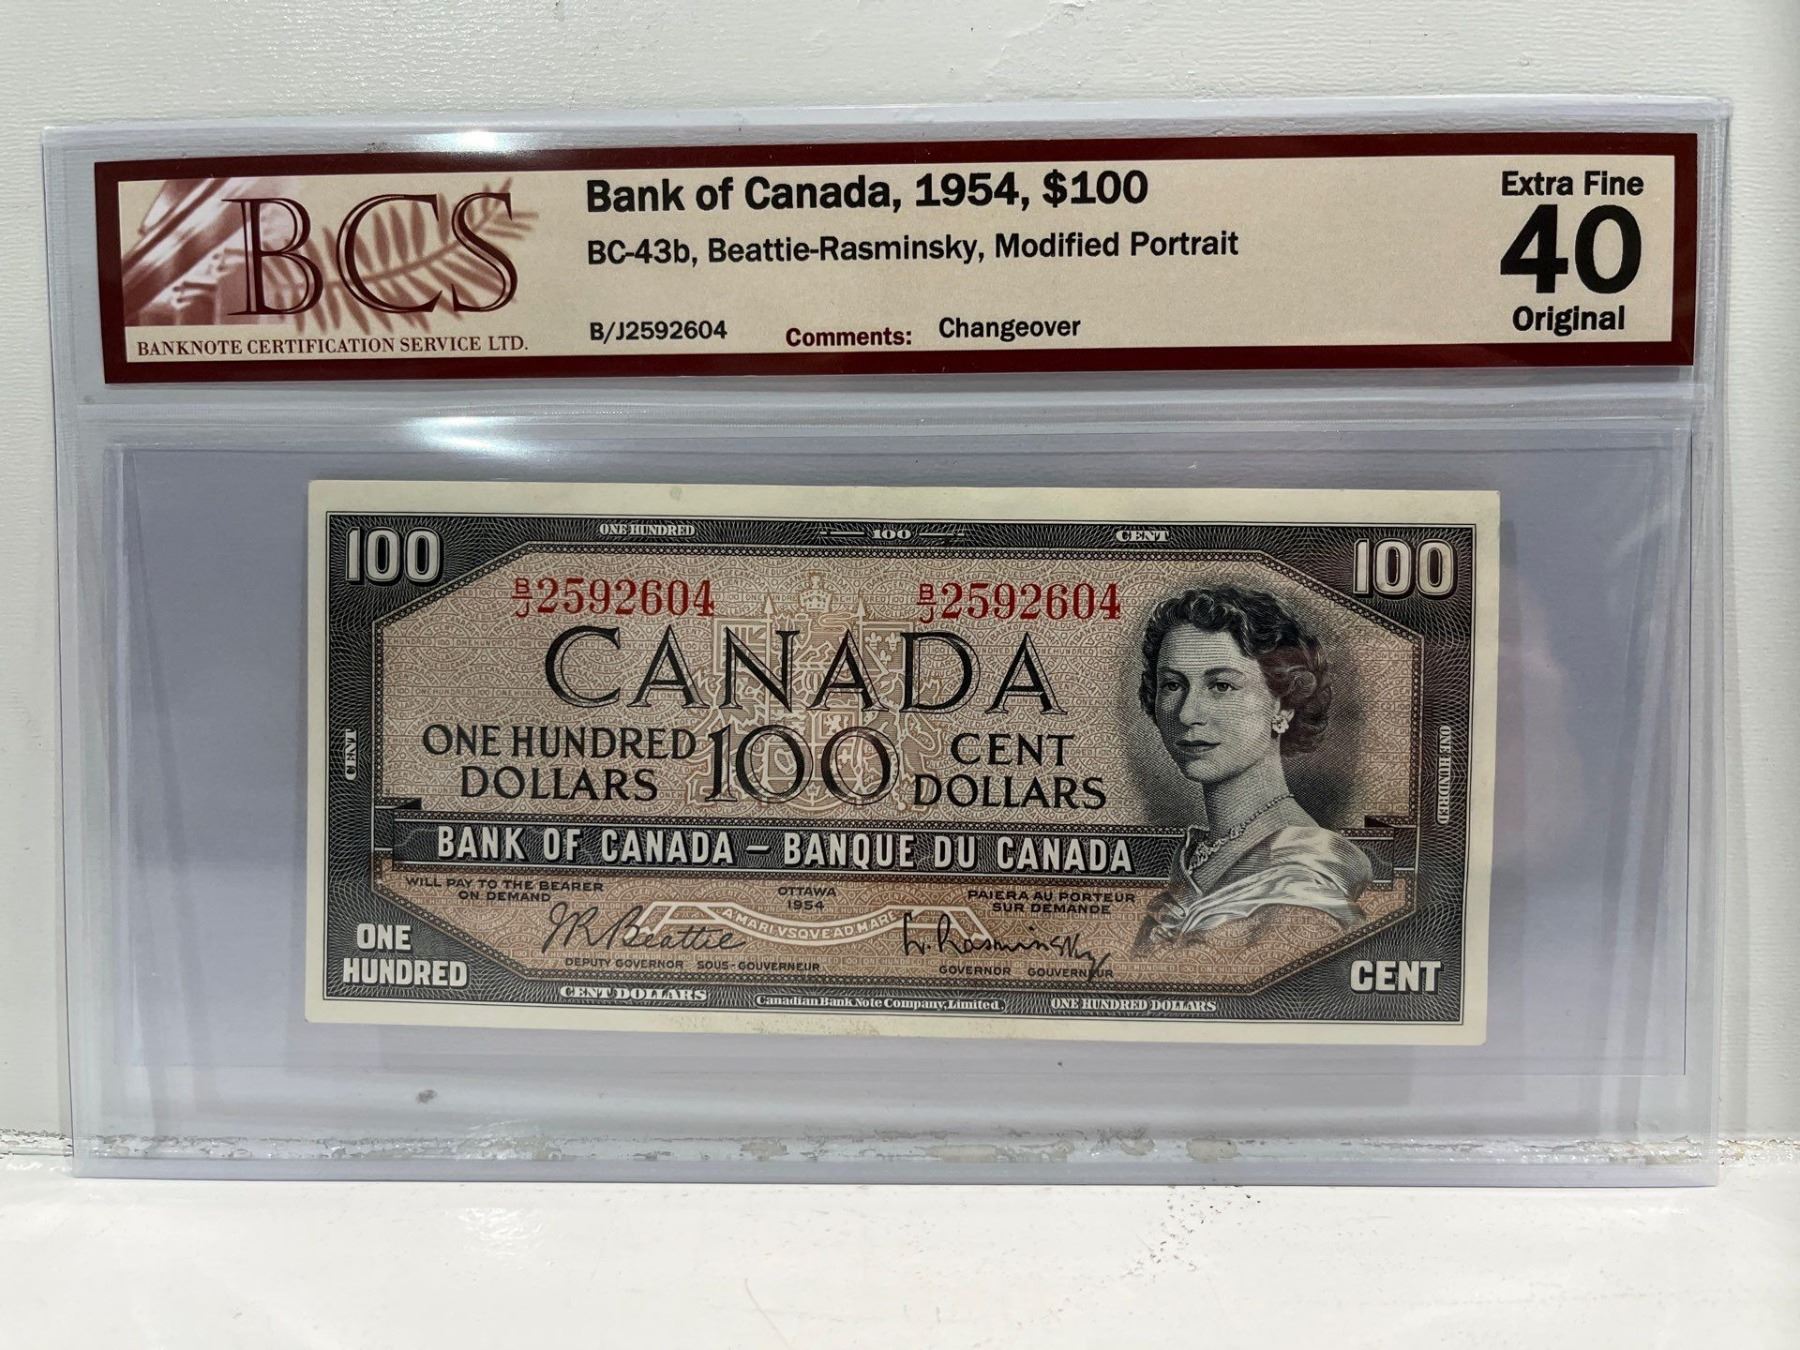 BCS
BANKNOTE CERTIFICATION SERVICE LTD.
Bank of Canada, 1954, $100
BC-43b, Beattie-Rasminsky, Modified Portrait
B/J2592604 Comments: Changeover
Extra Fine
40
Original
ONE HUNDRED 100 CENT
100 100
B/J2592604 B/J2592604
CANADA
ONE HUNDRED DOLLARS 100 CENT DOLLARS
CENT
ONE HUNDRED
BANK OF CANADA – BANQUE DU CANADA
WILL PAY TO THE BEARER
ON DEMAND
OTTAWA
1954
PAIERA AU PORTEUR
SUR DEMANDE
A·MARI·VSQVE·AD·MARE
J.R.Beattie
L. Rasminsky
DEPUTY GOVERNOR SOUS-GOUVERNEUR
GOVERNOR GOUVERNEUR
ONE
HUNDRED
CENT
CENT DOLLARS Canadian Bank Note Company, Limited. ONE HUNDRED DOLLARS